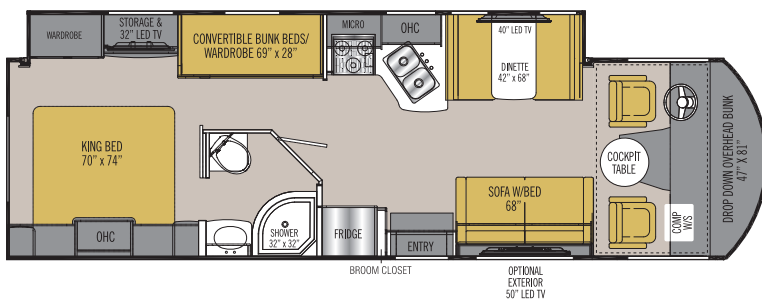 WARDROBE
STORAGE &
32" LED TV
CONVERTIBLE BUNK BEDS/
WARDROBE 69" x 28"
MICRO
OHC
40" LED TV
DINETTE
42" x 68"
KING BED
70" x 74"
COCKPIT
TABLE
DROP DOWN OVERHEAD BUNK
47" X 81"
SOFA W/BED
68"
COMP
W/S
OHC
SHOWER
32" x 32"
FRIDGE
ENTRY
BROOM CLOSET
OPTIONAL
EXTERIOR
50" LED TV